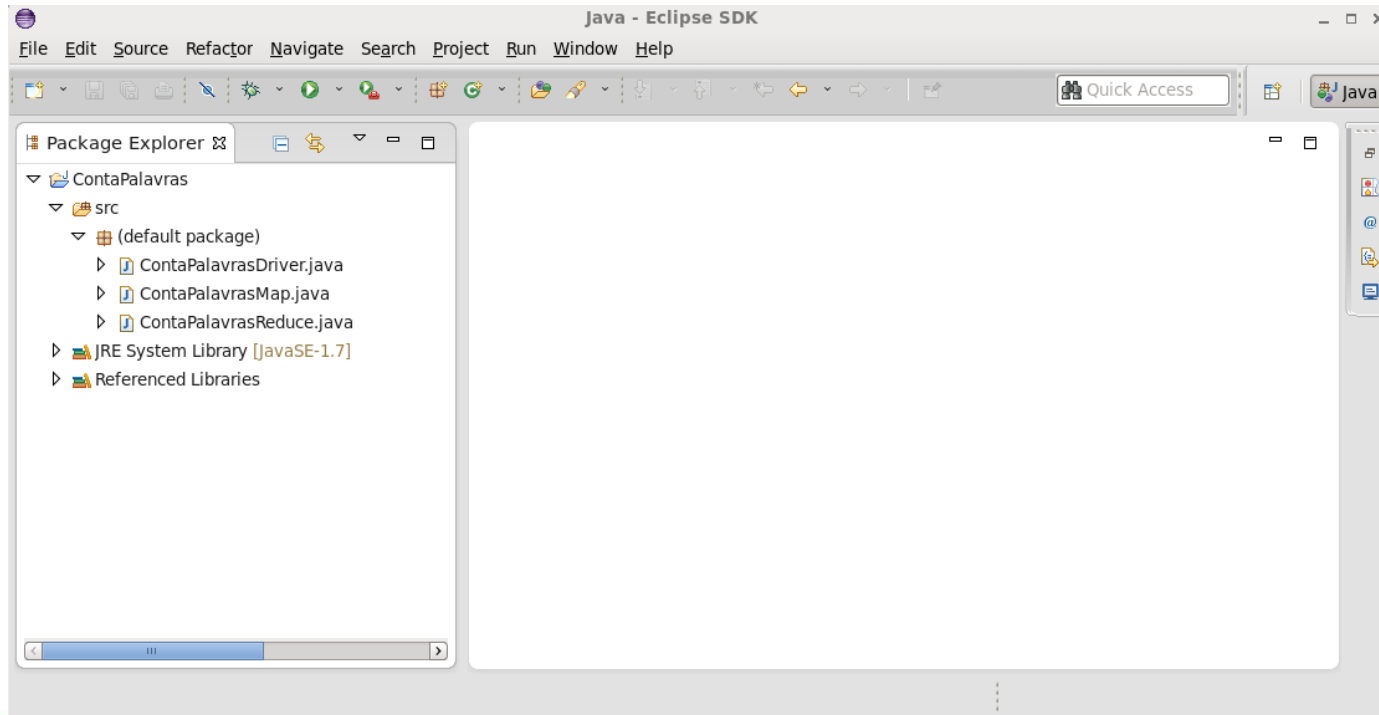 Java - Eclipse SDK
File Edit Source Refactor Navigate Search Project Run Window Help
Quick Access
Java
Package Explorer
ContaPalavras
src
(default package)
ContaPalavrasDriver.java
ContaPalavrasMap.java
ContaPalavrasReduce.java
JRE System Library [JavaSE-1.7]
Referenced Libraries